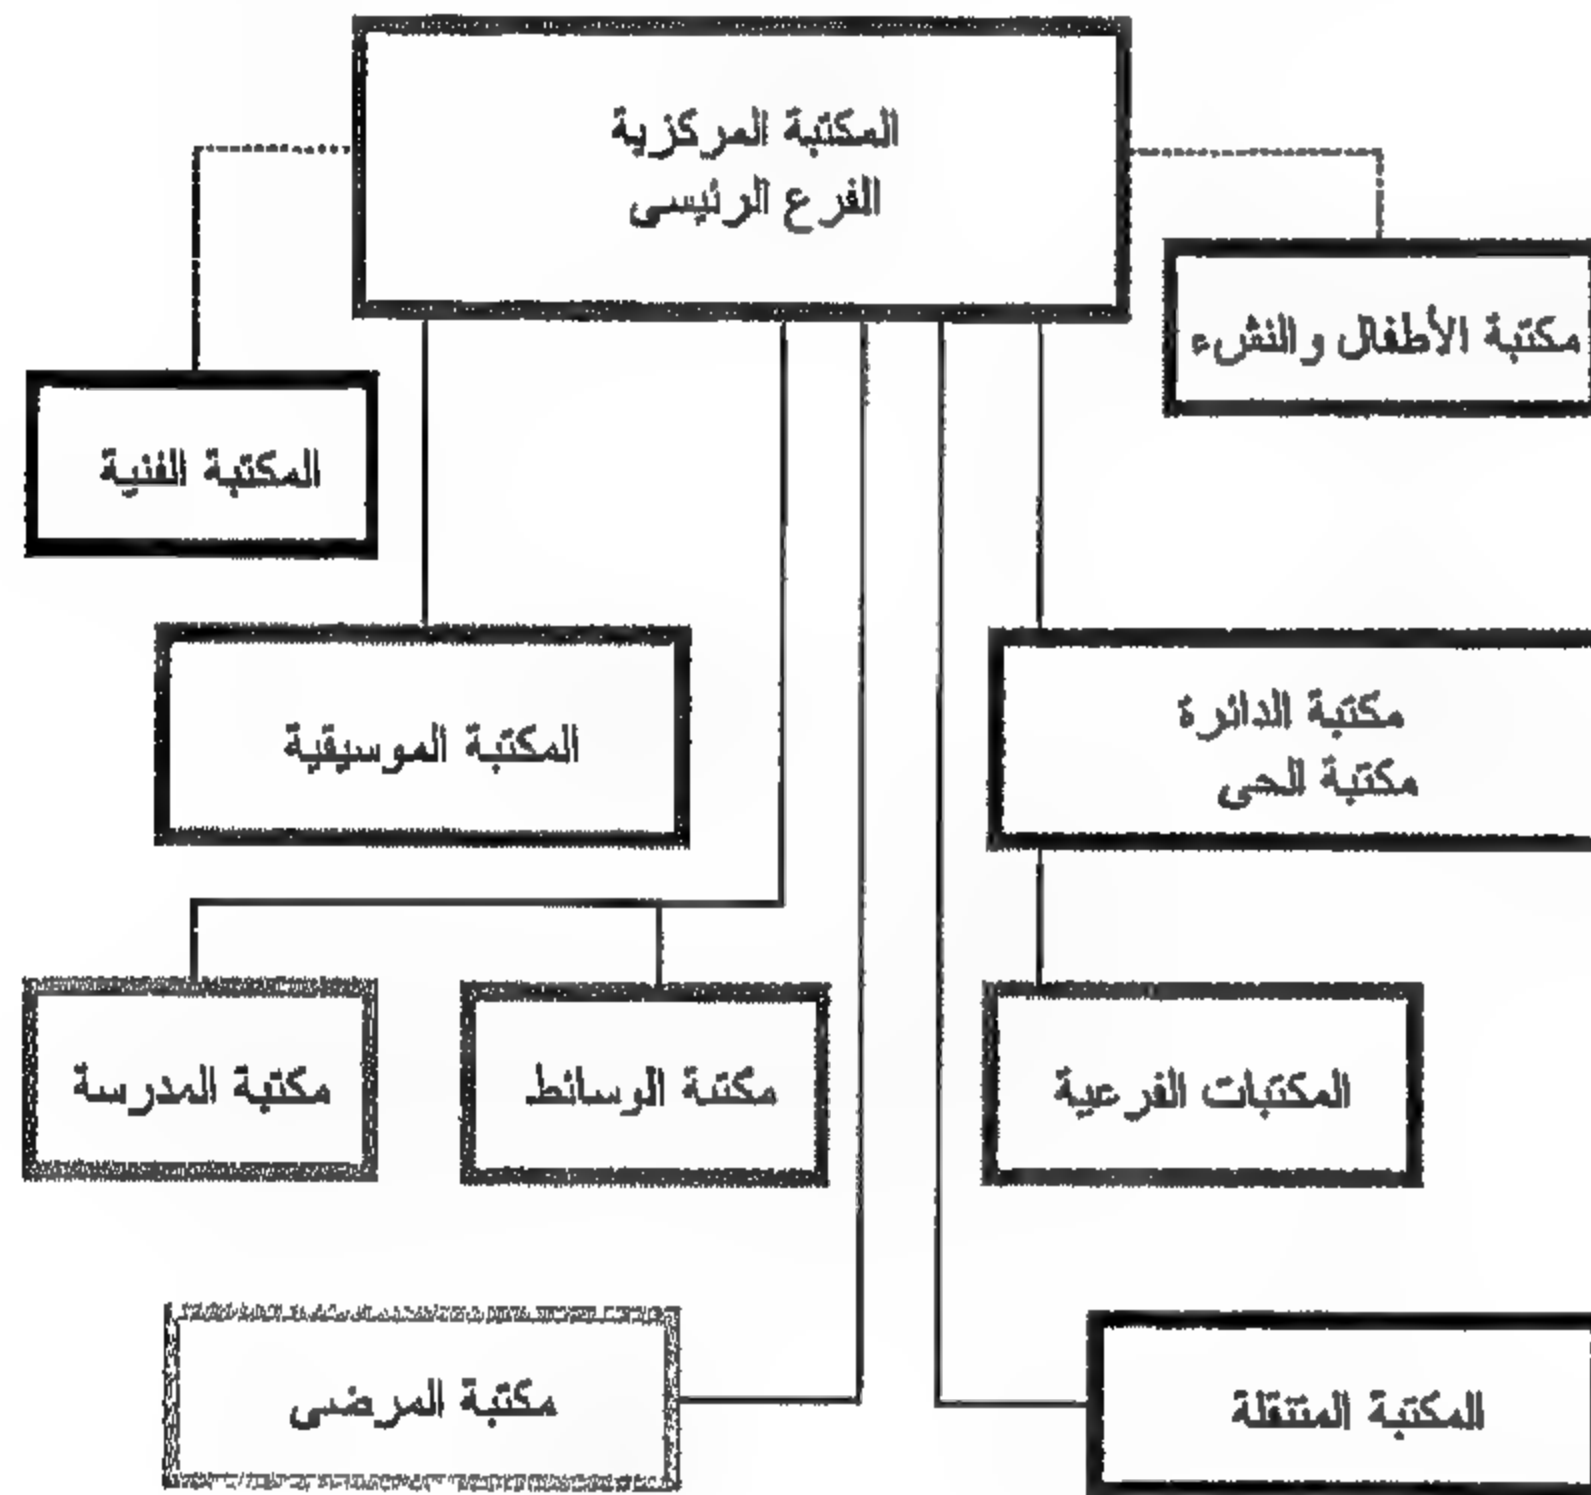 المكتبة المركزية
الفرع الرئيسى
مكتبة الأطفال والنشء
المكتبة الفنية
مكتبة الدائرة
مكتبة الحى
المكتبة الموسيقية
المكتبات الفرعية
مكتبة الوسائط
مكتبة المدرسة
المكتبة المتنقلة
مكتبة المرضى